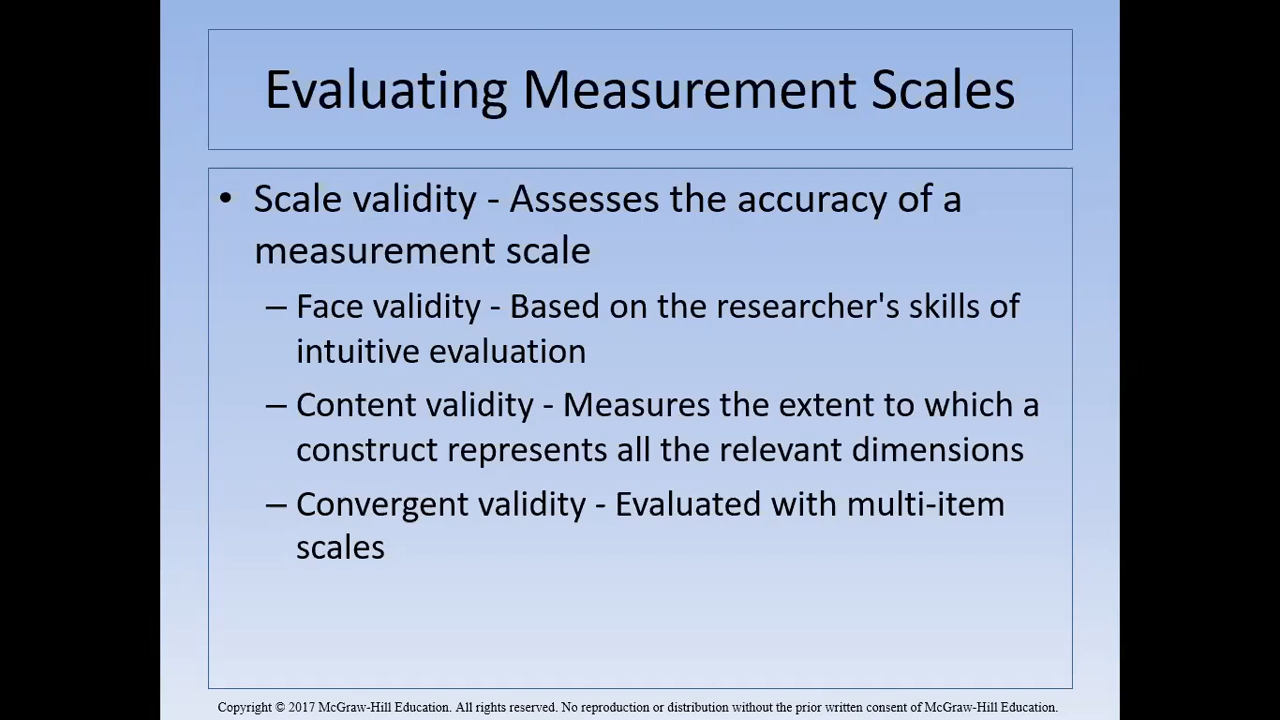 Evaluating Measurement Scales
• Scale validity - Assesses the accuracy of a
measurement scale
– Face validity - Based on the researcher's skills of
intuitive evaluation
– Content validity - Measures the extent to which a
construct represents all the relevant dimensions
– Convergent validity - Evaluated with multi-item
scales
Copyright © 2017 McGraw-Hill Education. All rights reserved. No reproduction or distribution without the prior written consent of McGraw-Hill Education.